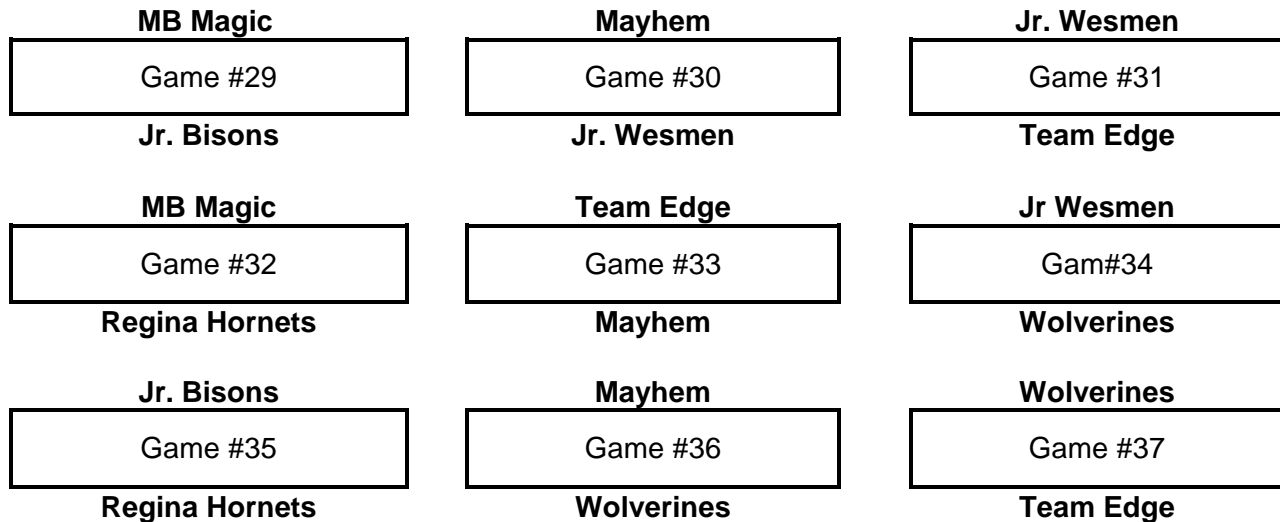 MB Magic Mayhem Jr. Wesmen
Game #29 Game #30 Game #31
Jr. Bisons Jr. Wesmen Team Edge
MB Magic Team Edge Jr Wesmen
Game #32 Game #33 Gam#34
Regina Hornets Mayhem Wolverines
Jr. Bisons Mayhem Wolverines
Game #35 Game #36 Game #37
Regina Hornets Wolverines Team Edge